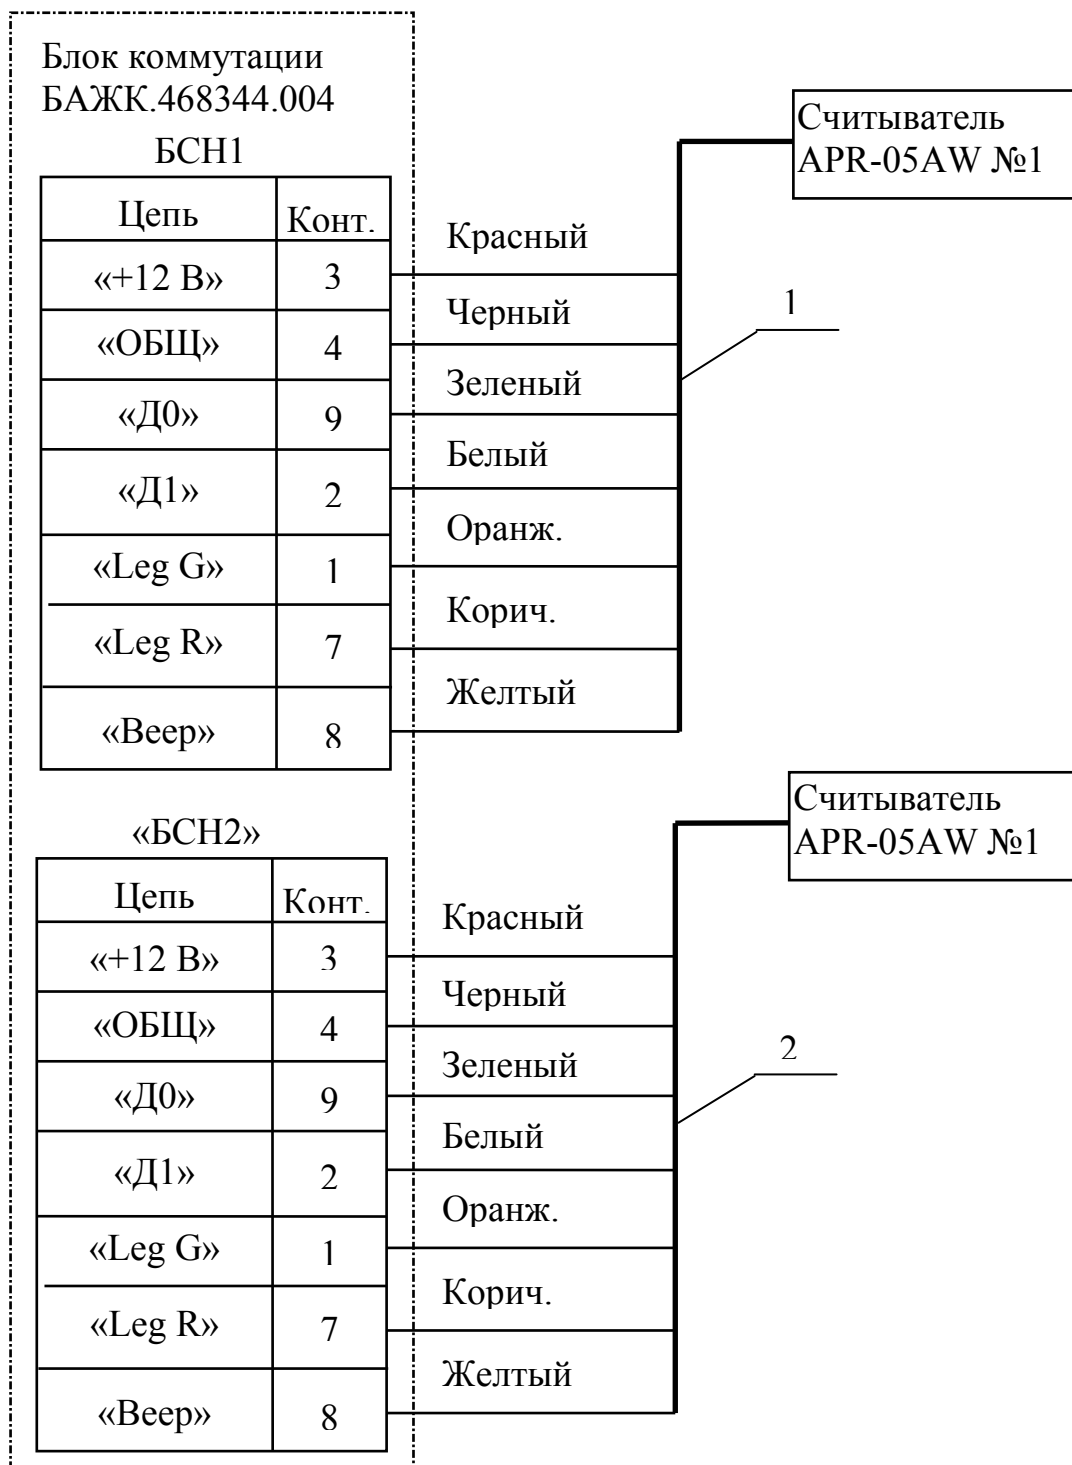 Блок коммутации
БАЖК.468344.004
БСН1
Считыватель
APR-05AW №1
Цепь Конт.
Красный
«+12 В» 3
Черный
1
«ОБЩ» 4
Зеленый
«Д0» 9
Белый
«Д1» 2
Оранж.
«Leg G» 1
Корич.
«Leg R» 7
Желтый
«Beep» 8
«БСН2»
Считыватель
APR-05AW №1
Цепь Конт.
Красный
«+12 В» 3
Черный
«ОБЩ» 4
Зеленый
2
«Д0» 9
Белый
«Д1» 2
Оранж.
«Leg G» 1
Корич.
«Leg R» 7
Желтый
«Beep» 8